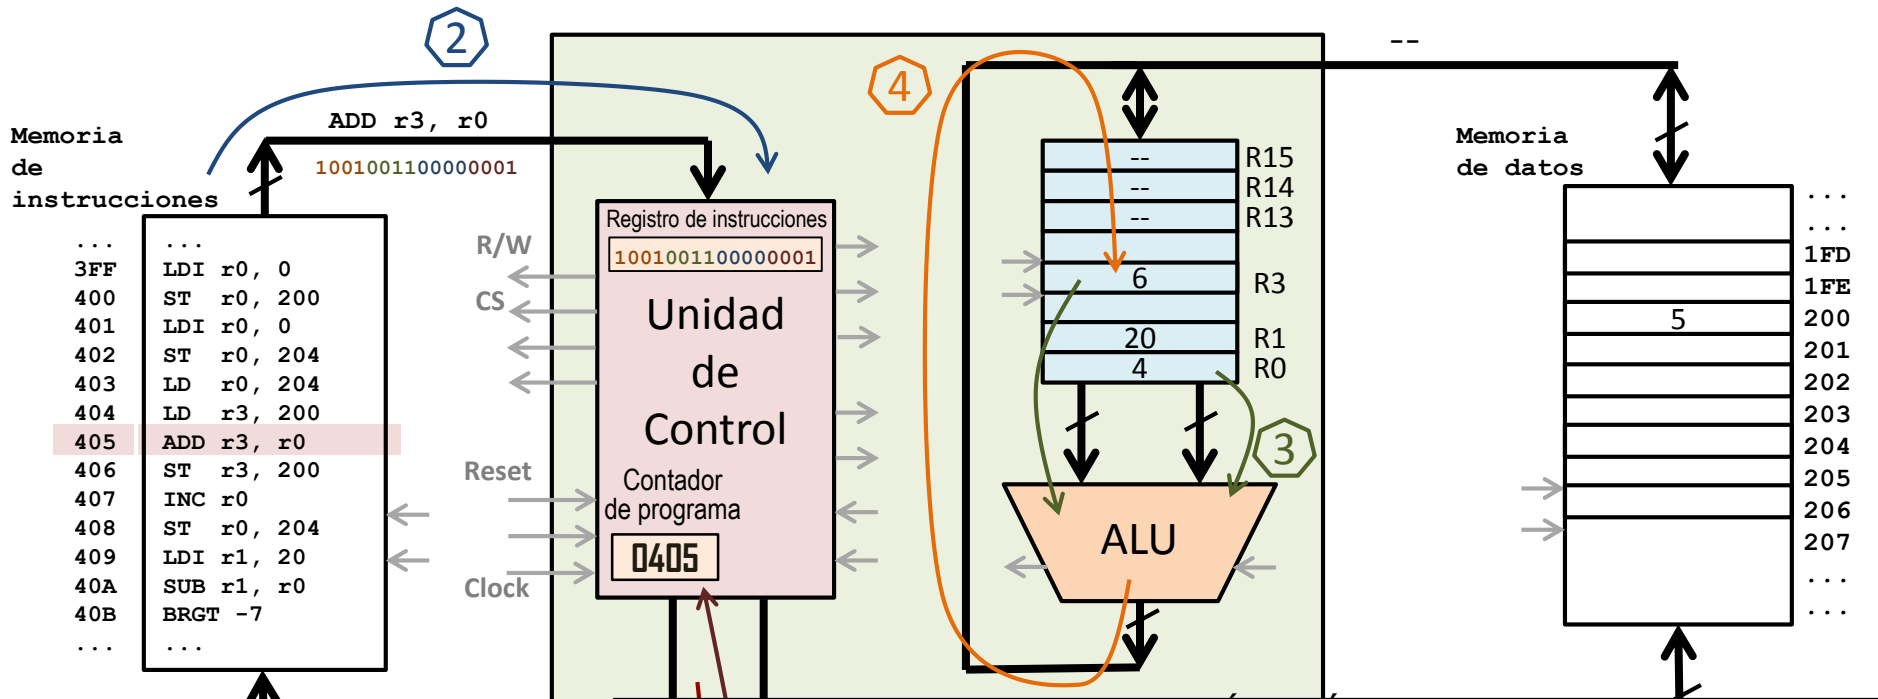 2
--
4
ADD r3, r0
1001001100000001
Memoria
de
instrucciones
... ...
3FF LDI r0, 0
400 ST r0, 200
401 LDI r0, 0
402 ST r0, 204
403 LD r0, 204
404 LD r3, 200
405 ADD r3, r0
406 ST r3, 200
407 INC r0
408 ST r0, 204
409 LDI r1, 20
40A SUB r1, r0
40B BRGT -7
... ...
R/W
CS
Reset
Clock
Registro de instrucciones
1001001100000001
Unidad
de
Control
Contador
de programa
0405
-- R15
-- R14
-- R13
6 R3
20 R1
4 R0
3
ALU
Memoria
de datos
...
...
1FD
1FE
5 200
201
202
203
204
205
206
207
...
...